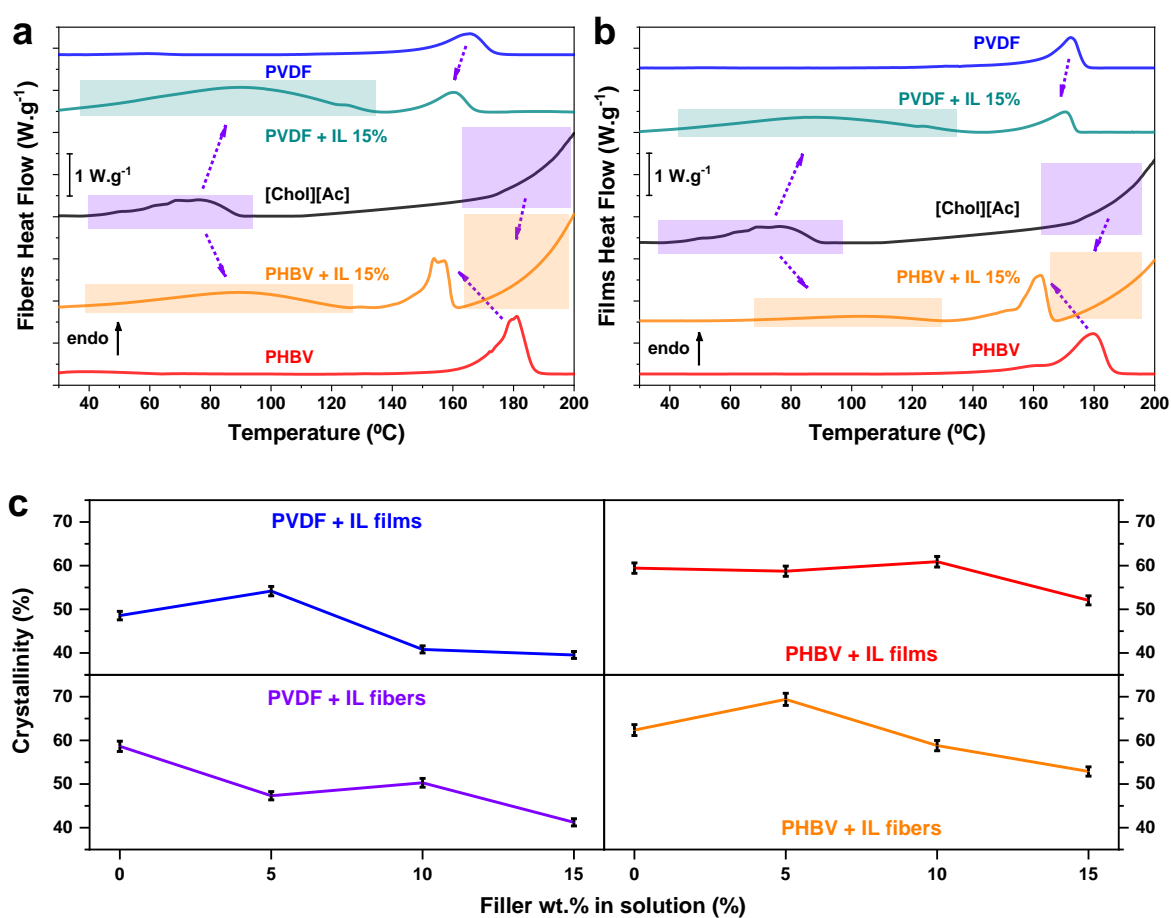 a
Fibers Heat Flow (W.g⁻¹)
PVDF
PVDF + IL 15%
1 W.g⁻¹
[Chol][Ac]
PHBV + IL 15%
endo
PHBV
40 60 80 100 120 140 160 180 200
Temperature (ºC)
b
Films Heat Flow (W.g⁻¹)
PVDF
PVDF + IL 15%
1 W.g⁻¹
[Chol][Ac]
PHBV + IL 15%
endo
PHBV
40 60 80 100 120 140 160 180 200
Temperature (ºC)
c
Crystallinity (%)
70
60
50
40
PVDF + IL films
70
60
50
40
PHBV + IL films
70
60
50
40
PVDF + IL fibers
70
60
50
40
PHBV + IL fibers
0 5 10 15
0 5 10 15
Filler wt.% in solution (%)